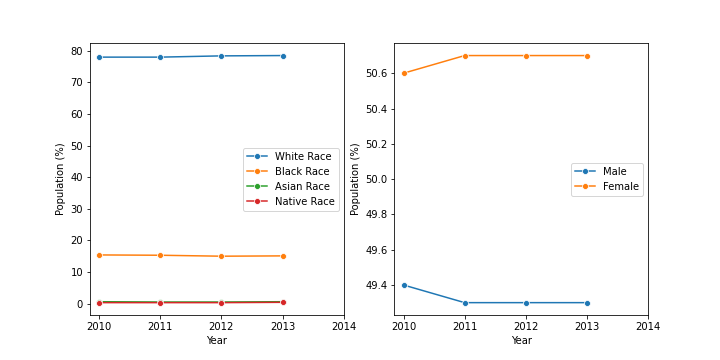 80
70
60
50
40
30
20
10
0
Population (%)
2010 2011 2012 2013 2014
Year
White Race
Black Race
Asian Race
Native Race
50.6
50.4
50.2
50.0
49.8
49.6
49.4
Population (%)
2010 2011 2012 2013 2014
Year
Male
Female